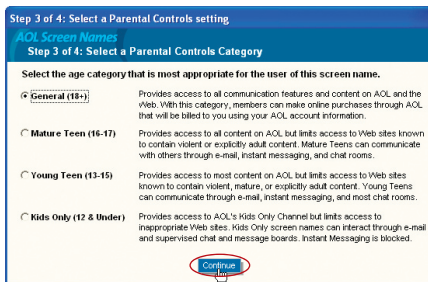 Step 3 of 4: Select a Parental Controls setting
AOL Screen Names
Step 3 of 4: Select a Parental Controls Category
Select the age category that is most appropriate for the user of this screen name.
General (18+)
Provides access to all communication features and content on AOL and the
Web. With this category, members can make online purchases through AOL
that will be billed to you using your AOL account information.
Mature Teen (16-17)
Provides access to all content on AOL but limits access to Web sites known
to contain violent or explicitly adult content. Mature Teens can communicate
with others through e-mail, instant messaging, and chat rooms.
Young Teen (13-15)
Provides access to most content on AOL but limits access to Web sites
known to contain violent, mature, or explicitly adult content. Young Teens
can communicate through e-mail, instant messaging, and most chat rooms.
Kids Only (12 & Under)
Provides access to AOL's Kids Only Channel but limits access to
inappropriate Web sites. Kids Only screen names can interact through e-mail
and supervised chat and message boards. Instant Messaging is blocked.
Continue